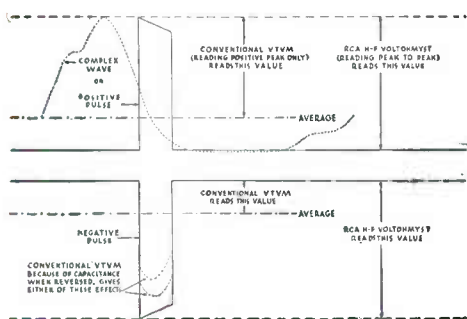 CONVENTIONAL VTVM
(READING POSITIVE PEAK ONLY)
READS THIS VALUE
RCA H-F VOLTOHMYST
(READING PEAK TO PEAK)
READS THIS VALUE
COMPLEX
WAVE
OR
POSITIVE
PULSE
AVERAGE
CONVENTIONAL VTVM
READS THIS VALUE
AVERAGE
NEGATIVE
PULSE
RCA H-F VOLTOHMYST
READS THIS VALUE
CONVENTIONAL VTVM
BECAUSE OF CAPACITANCE
WHEN REVERSED, GIVES
EITHER OF THESE EFFECTS